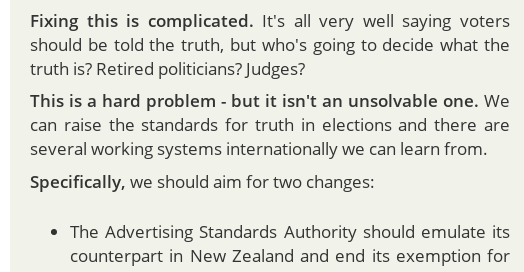 Fixing this is complicated. It's all very well saying voters
should be told the truth, but who's going to decide what the
truth is? Retired politicians? Judges?
This is a hard problem - but it isn't an unsolvable one. We
can raise the standards for truth in elections and there are
several working systems internationally we can learn from.
Specifically, we should aim for two changes:
• The Advertising Standards Authority should emulate its
counterpart in New Zealand and end its exemption for